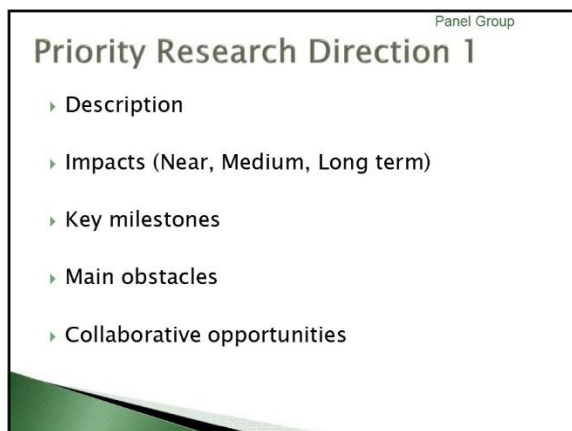 Panel Group
Priority Research Direction 1
Description
Impacts (Near, Medium, Long term)
Key milestones
Main obstacles
Collaborative opportunities